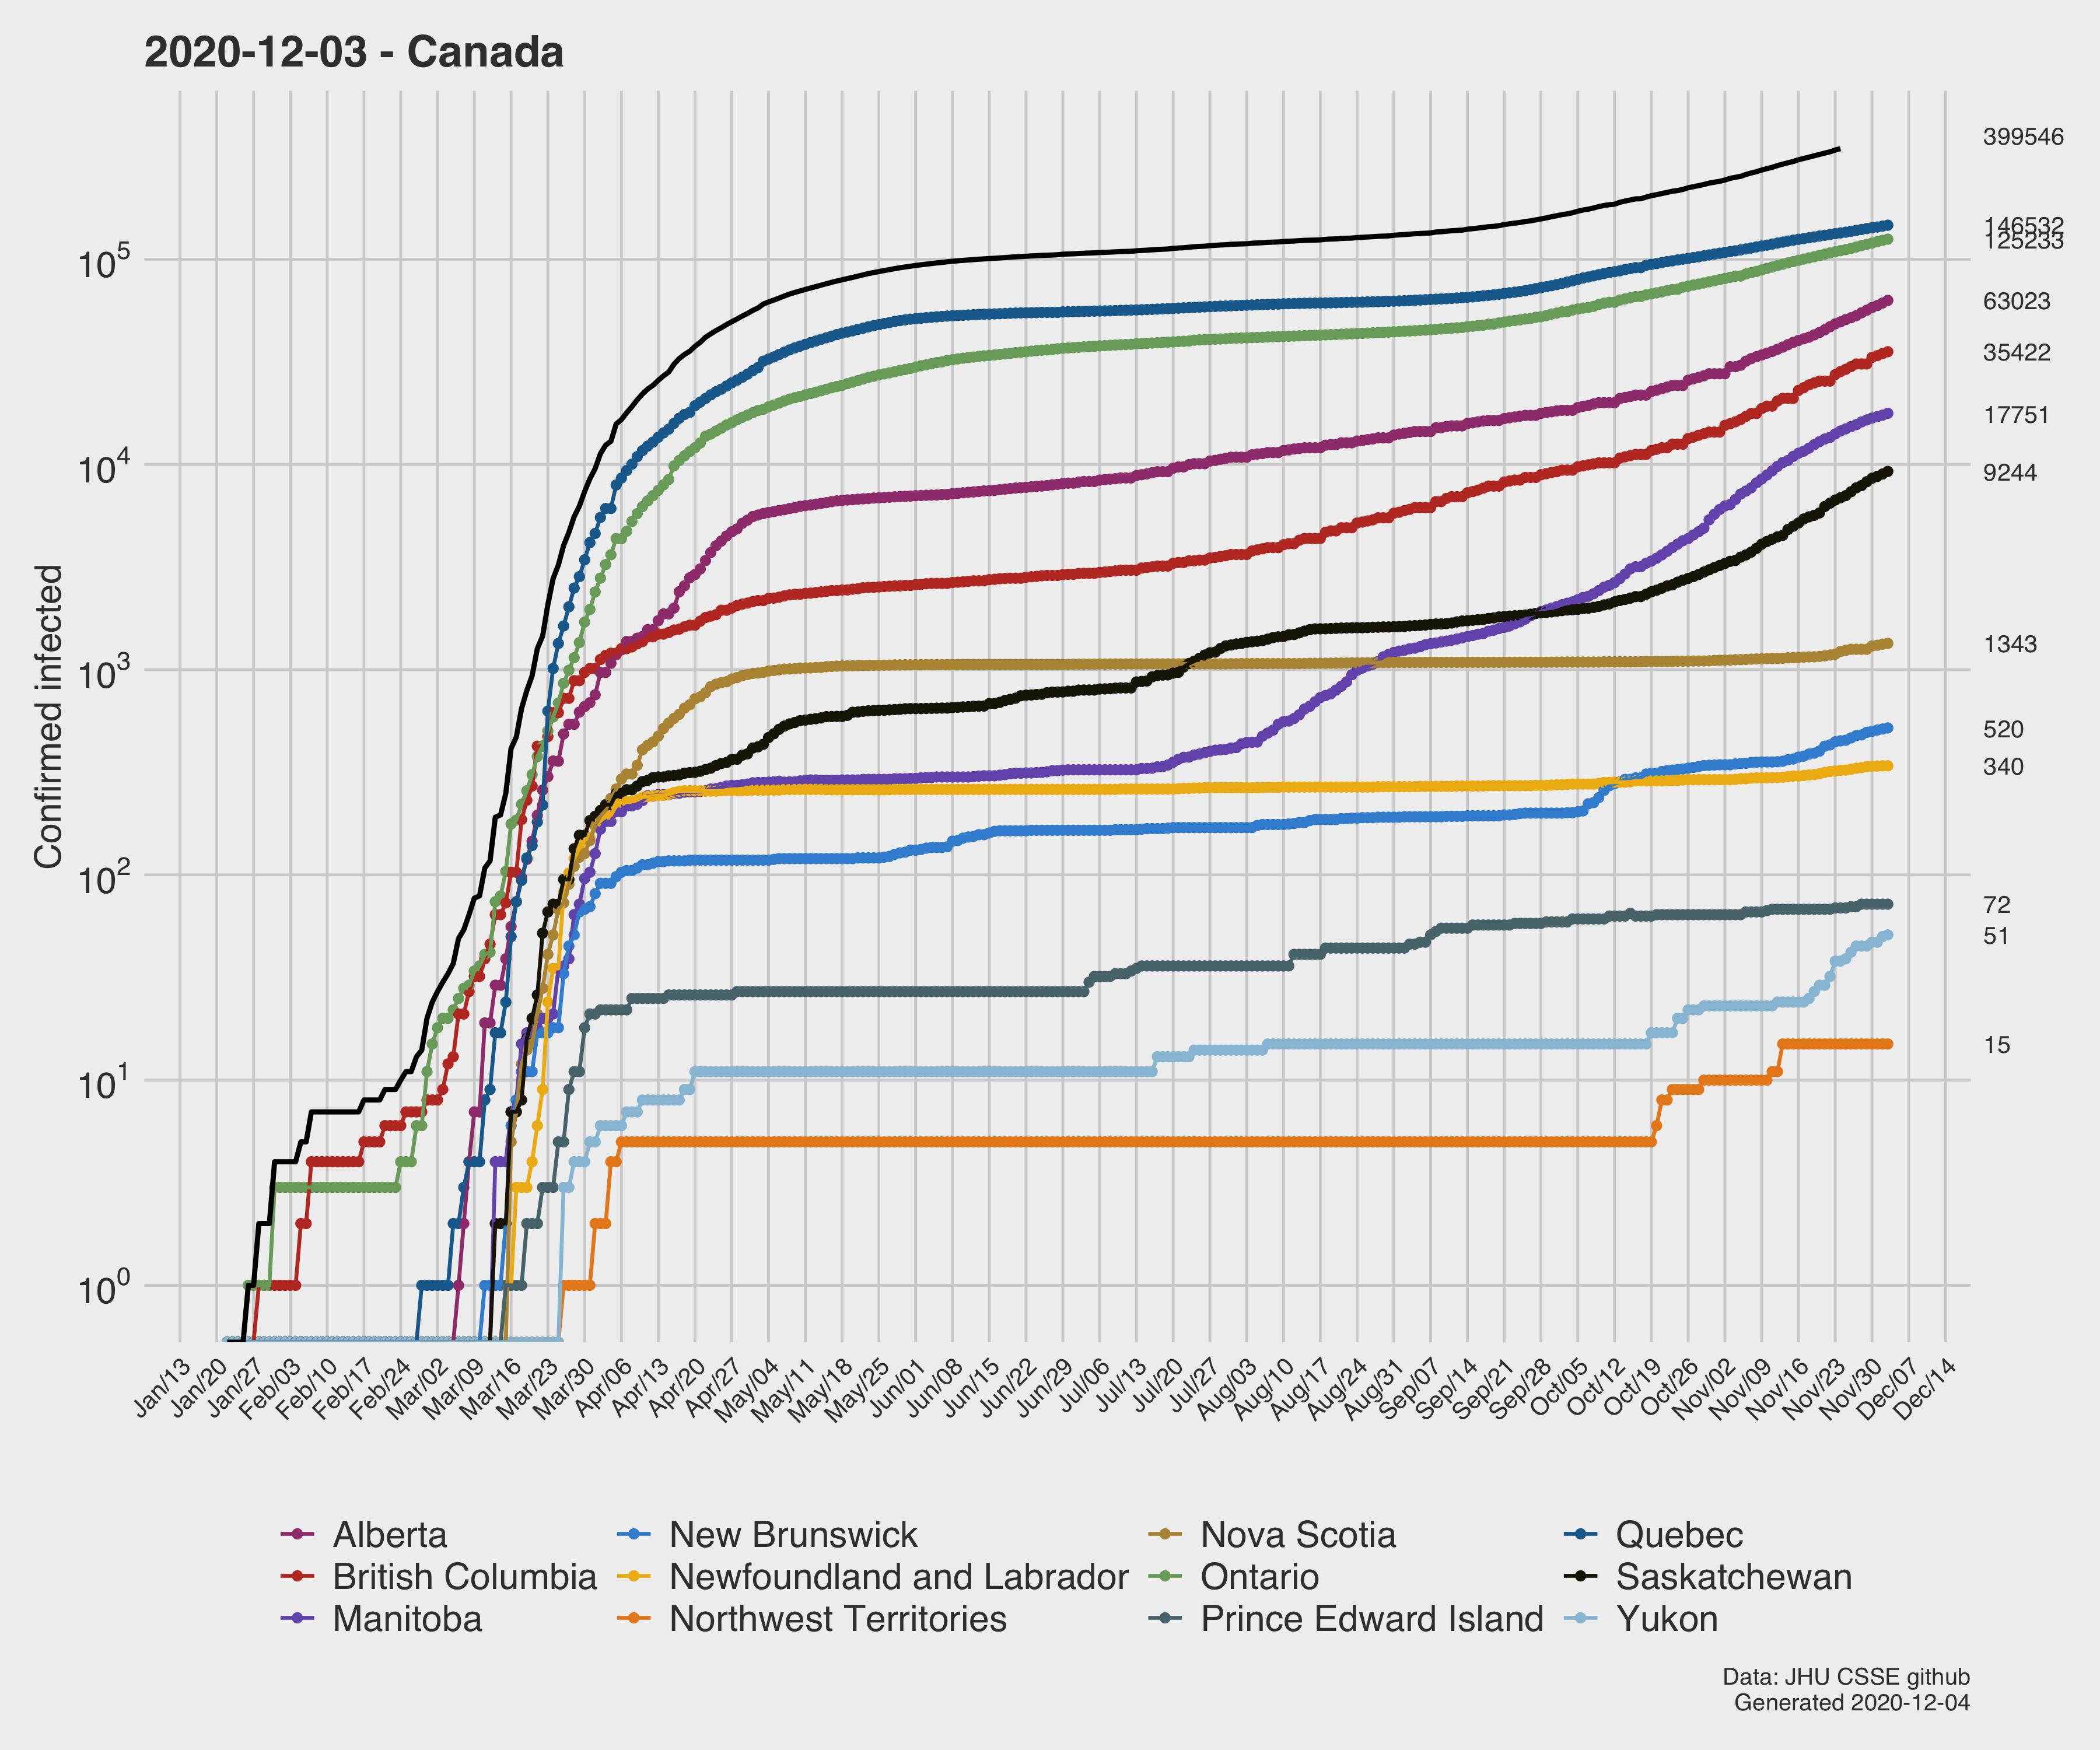 2020-12-03 - Canada
399546
146532
125233
63023
35422
17751
9244
1343
520
340
72
51
15
10^5
10^4
10^3
10^2
10^1
10^0
Confirmed infected
Jan/13 Jan/20 Jan/27 Feb/03 Feb/10 Feb/17 Feb/24 Mar/02 Mar/09 Mar/16 Mar/23 Mar/30 Apr/06 Apr/13 Apr/20 Apr/27 May/04 May/11 May/18 May/25 Jun/01 Jun/08 Jun/15 Jun/22 Jun/29 Jul/06 Jul/13 Jul/20 Jul/27 Aug/03 Aug/10 Aug/17 Aug/24 Aug/31 Sep/07 Sep/14 Sep/21 Sep/28 Oct/05 Oct/12 Oct/19 Oct/26 Nov/02 Nov/09 Nov/16 Nov/23 Nov/30 Dec/07 Dec/14
Alberta New Brunswick Nova Scotia Quebec
British Columbia Newfoundland and Labrador Ontario Saskatchewan
Manitoba Northwest Territories Prince Edward Island Yukon
Data: JHU CSSE github
Generated 2020-12-04